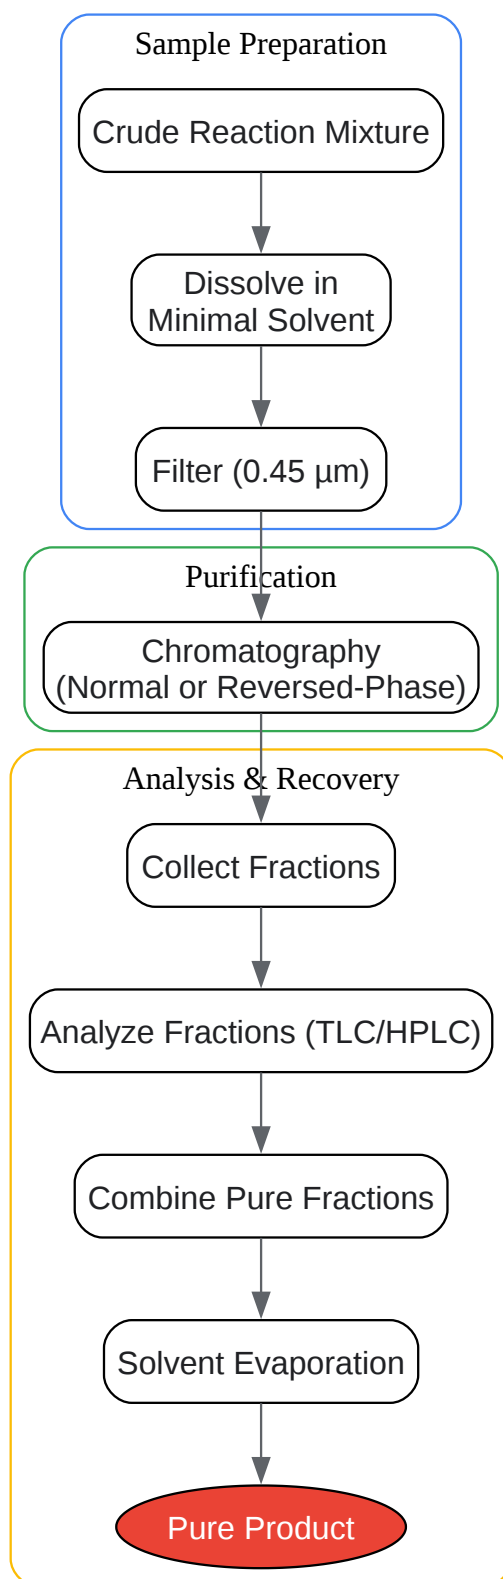 Sample Preparation
Crude Reaction Mixture
Dissolve in
Minimal Solvent
Filter (0.45 µm)
Purification
Chromatography
(Normal or Reversed-Phase)
Analysis & Recovery
Collect Fractions
Analyze Fractions (TLC/HPLC)
Combine Pure Fractions
Solvent Evaporation
Pure Product